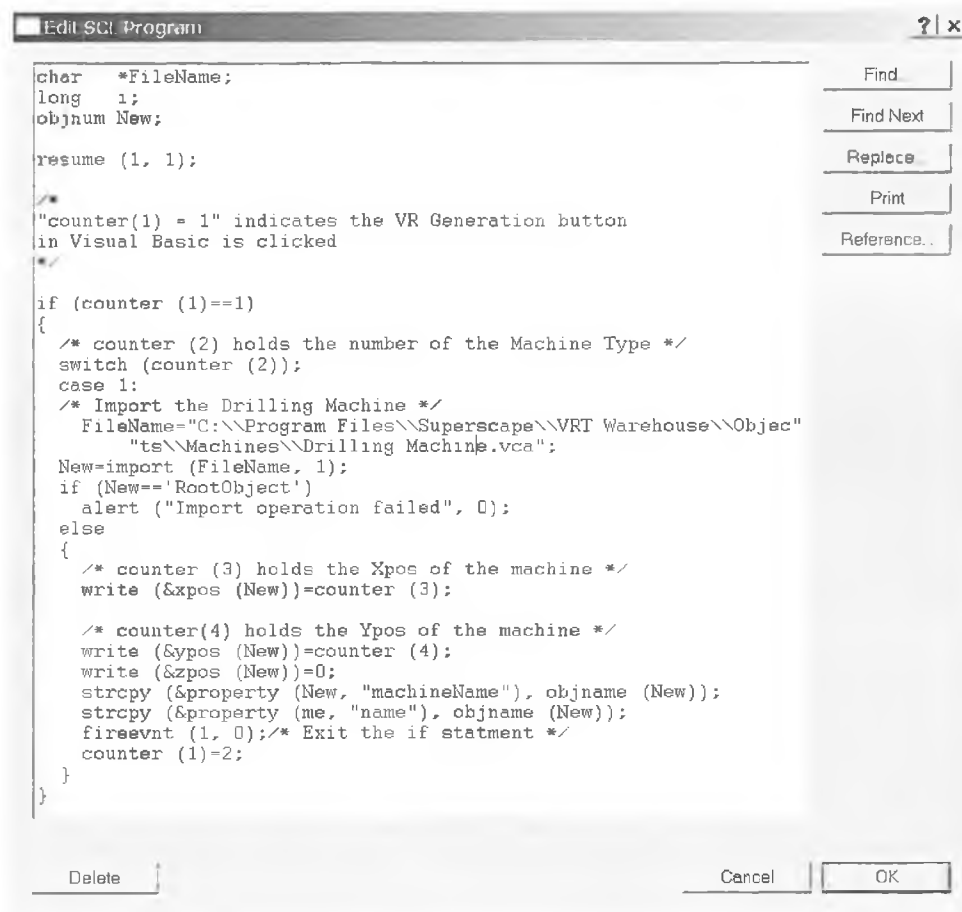 Edit SCL Program
? ×
char *FileName;
long i;
objnum New;
resume (1, 1);
/*
"counter(1) = 1" indicates the VR Generation button
in Visual Basic is clicked
*/
if (counter (1)==1)
{
/* counter (2) holds the number of the Machine Type */
switch (counter (2));
case 1:
/* Import the Drilling Machine */
FileName="C:\\Program Files\\Superscape\\VRT Warehouse\\Objec"
"ts\\Machines\\Drilling Machine.vca";
New=import (FileName, 1);
if (New=='RootObject')
alert ("Import operation failed", 0);
else
{
/* counter (3) holds the Xpos of the machine */
write (&xpos (New))=counter (3);
/* counter(4) holds the Ypos of the machine */
write (&ypos (New))=counter (4);
write (&zpos (New))=0;
strcpy (&property (New, "machineName"), objname (New));
strcpy (&property (me, "name"), objname (New));
fireevnt (1, 0);/* Exit the if statment */
counter (1)=2;
}
}
Find...
Find Next
Replace...
Print
Reference...
Delete
Cancel
OK